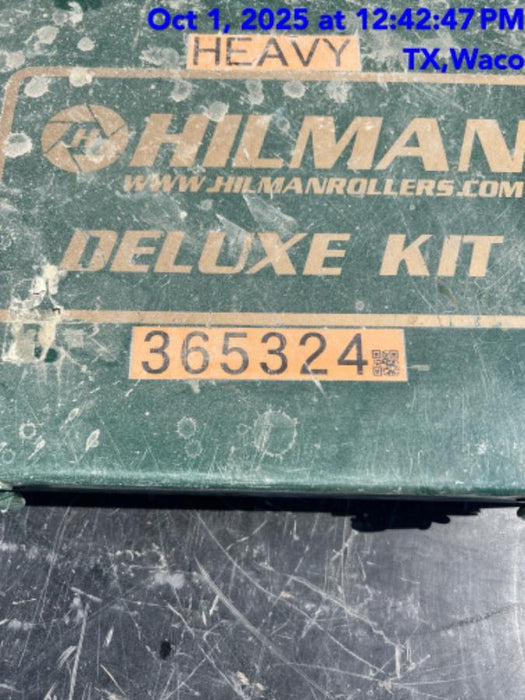 Oct 1, 2025 at 12:42:47 PM
TX,Waco
HEAVY
H HILMAN
WWW.HILMANROLLERS.COM
DELUXE KIT
365324